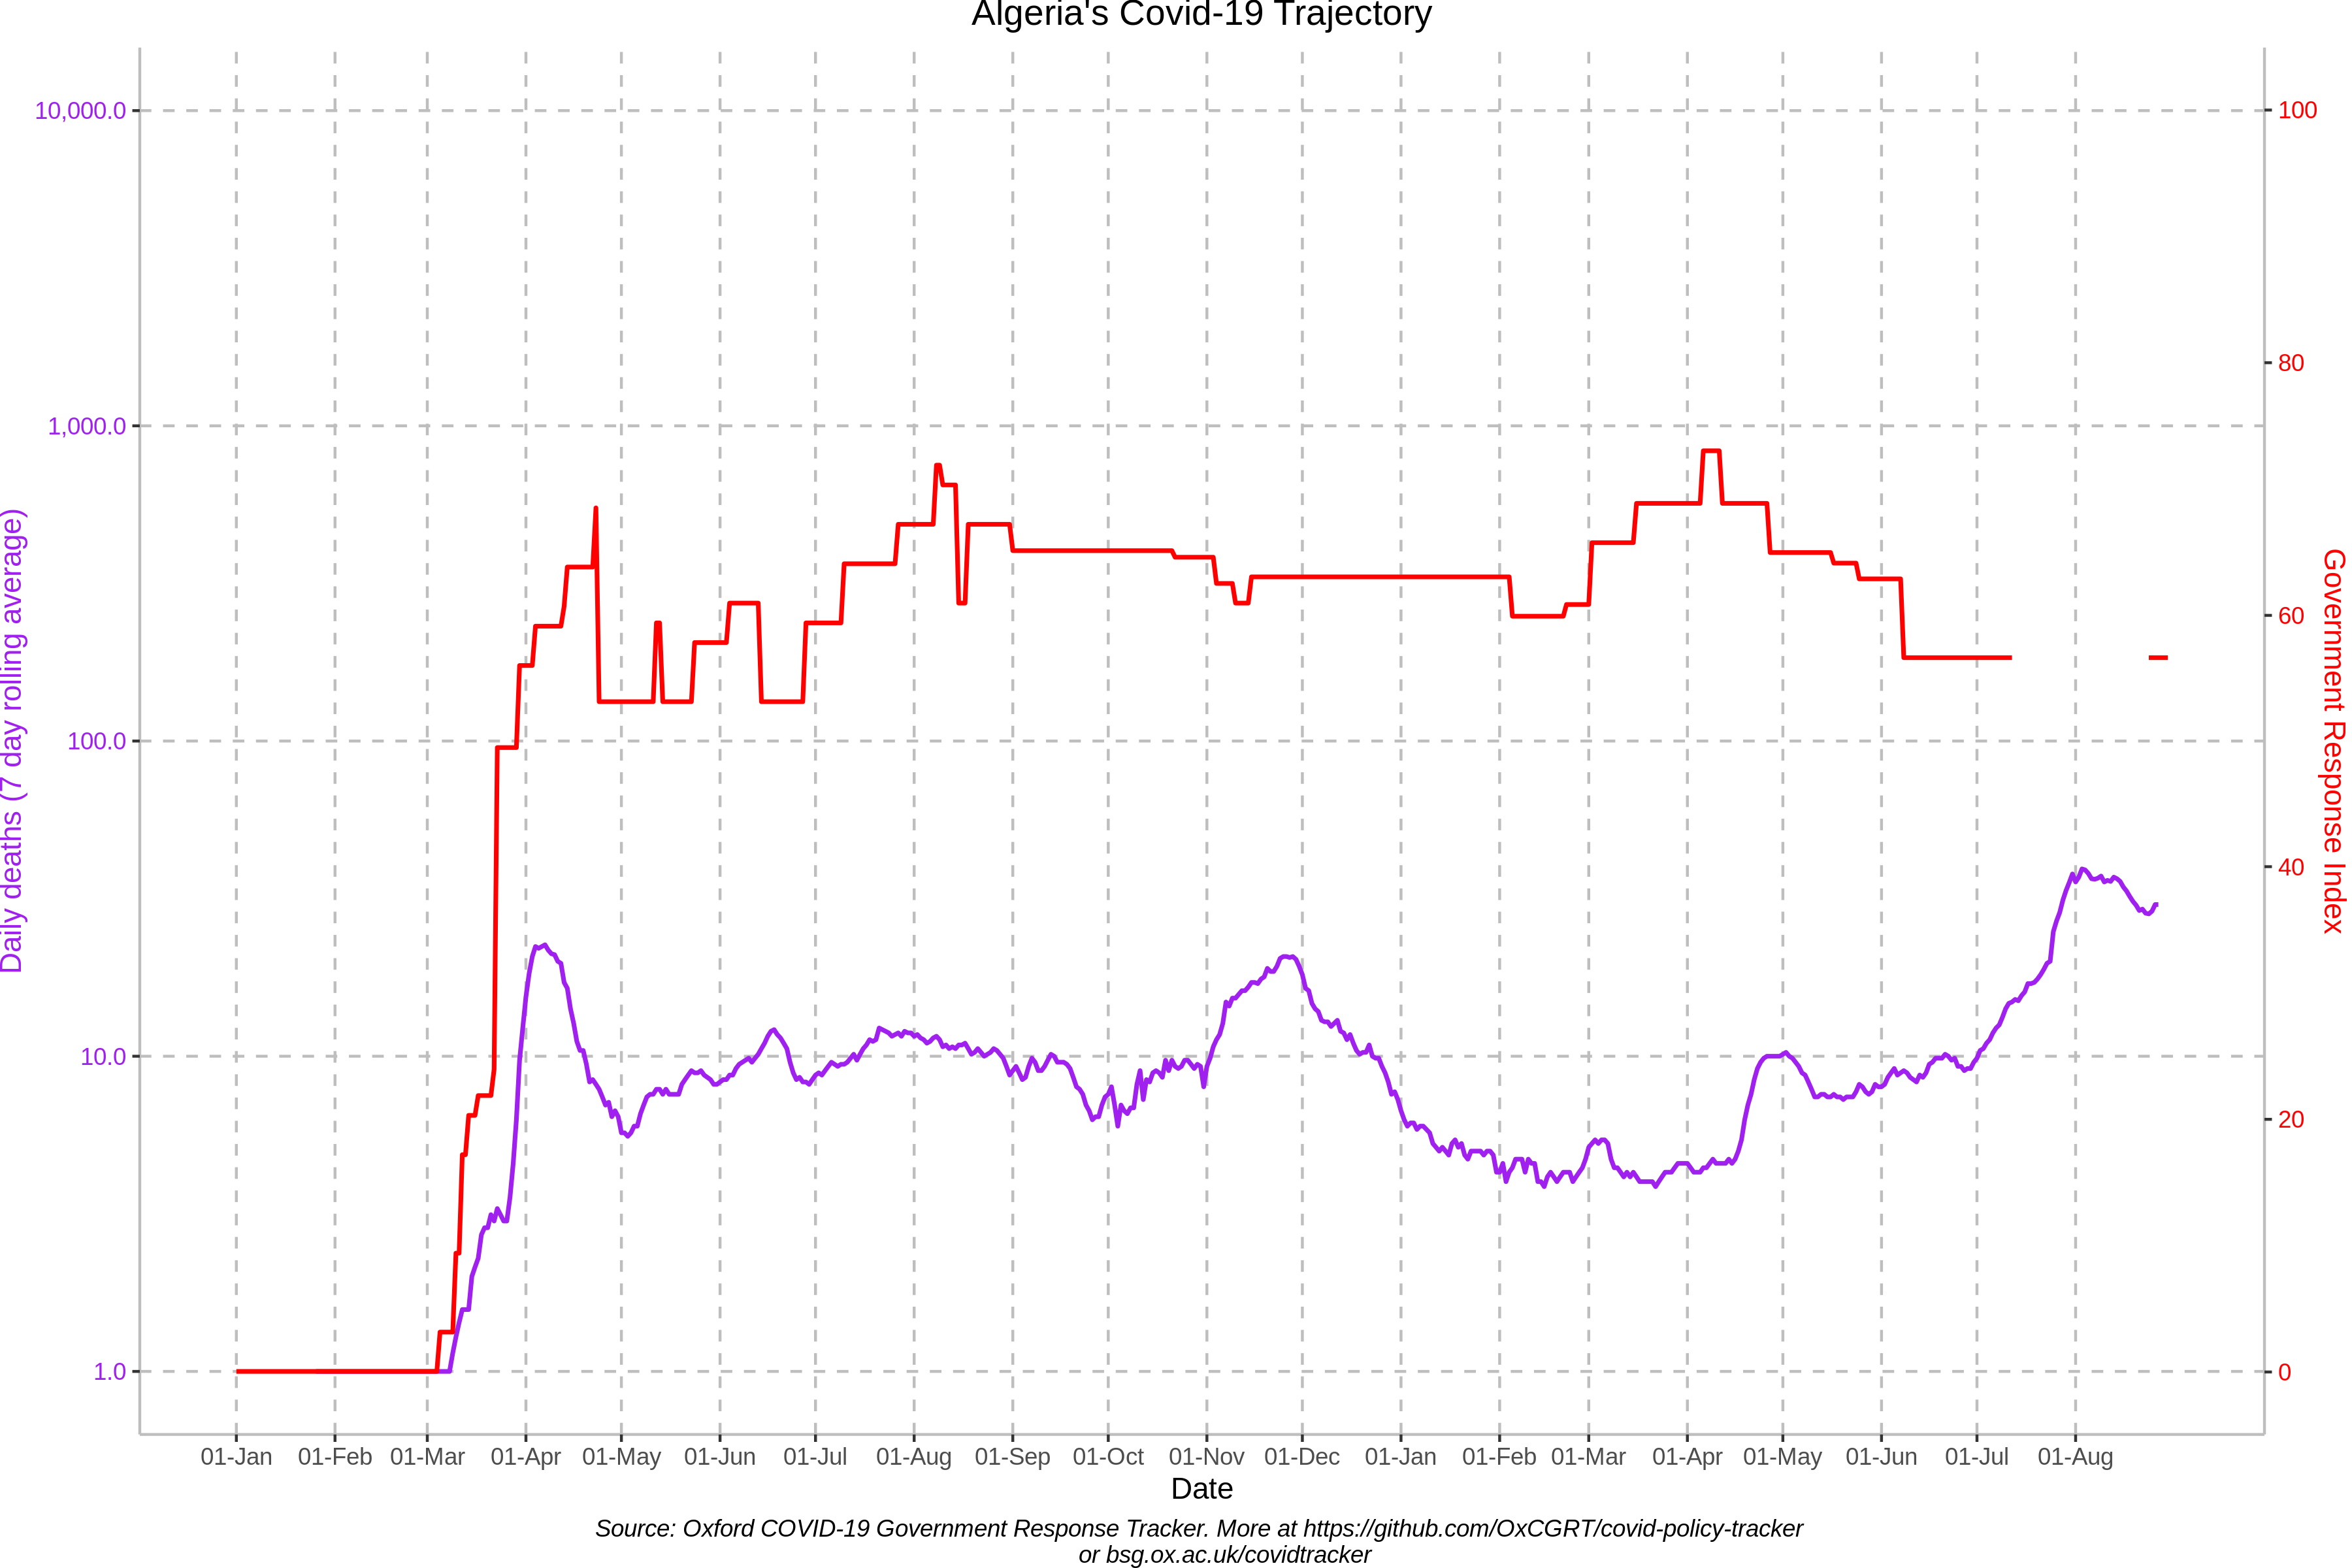 Algeria's Covid-19 Trajectory
10,000.0
1,000.0
100.0
10.0
1.0
Daily deaths (7 day rolling average)
100
80
60
40
20
0
Government Response Index
01-Jan 01-Feb 01-Mar 01-Apr 01-May 01-Jun 01-Jul 01-Aug 01-Sep 01-Oct 01-Nov 01-Dec 01-Jan 01-Feb 01-Mar 01-Apr 01-May 01-Jun 01-Jul 01-Aug
Date
Source: Oxford COVID-19 Government Response Tracker. More at https://github.com/OxCGRT/covid-policy-tracker
or bsg.ox.ac.uk/covidtracker